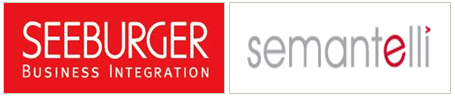 SEEBURGER
BUSINESS INTEGRATION
semantelli